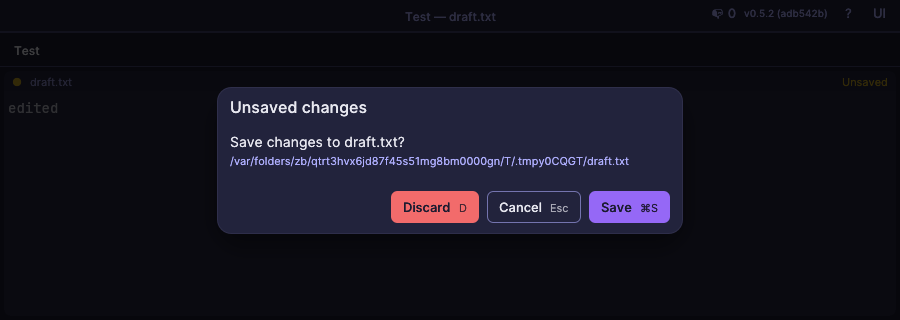 Test — draft.txt
0 v0.5.2 (adb542b) ? UI
Test
draft.txt Unsaved
edited
Unsaved changes
Save changes to draft.txt?
/var/folders/zb/qtrt3hvx6jd87f45s51mg8bm0000gn/T/.tmpy0CQGT/draft.txt
Discard D Cancel Esc Save ⌘S